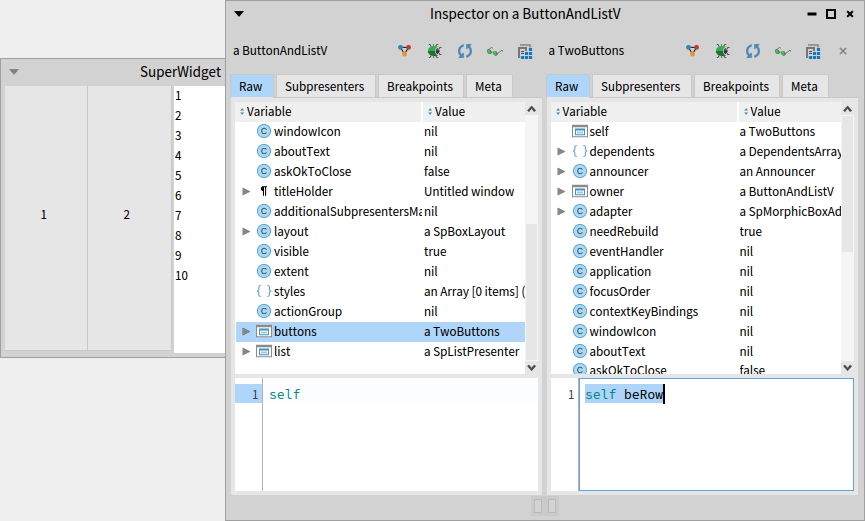 SuperWidget
1
2
1
2
3
4
5
6
7
8
9
10
Inspector on a ButtonAndListV
a ButtonAndListV
Raw Subpresenters Breakpoints Meta
Variable Value
windowIcon nil
aboutText nil
askOkToClose false
¶ titleHolder Untitled window
additionalSubpresentersMa nil
layout a SpBoxLayout
visible true
extent nil
{ } styles an Array [0 items] (
actionGroup nil
buttons a TwoButtons
list a SpListPresenter
1 self
a TwoButtons
Raw Subpresenters Breakpoints Meta
Variable Value
self a TwoButtons
{ } dependents a DependentsArray
announcer an Announcer
owner a ButtonAndListV
adapter a SpMorphicBoxAd
needRebuild true
eventHandler nil
application nil
focusOrder nil
contextKeyBindings nil
windowIcon nil
aboutText nil
askOkToClose false
1 self beRow